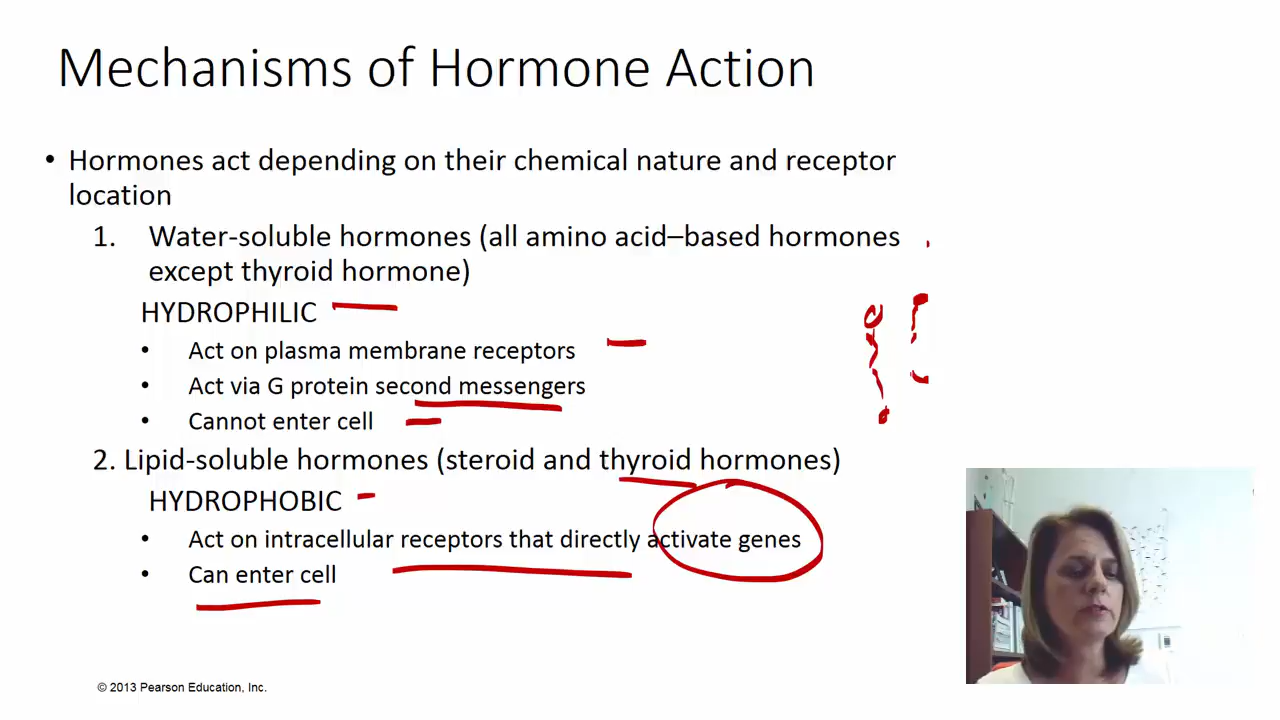 Mechanisms of Hormone Action
• Hormones act depending on their chemical nature and receptor
location
1. Water-soluble hormones (all amino acid–based hormones
except thyroid hormone)
HYDROPHILIC
• Act on plasma membrane receptors
• Act via G protein second messengers
• Cannot enter cell
2. Lipid-soluble hormones (steroid and thyroid hormones)
HYDROPHOBIC
• Act on intracellular receptors that directly activate genes
• Can enter cell
© 2013 Pearson Education, Inc.